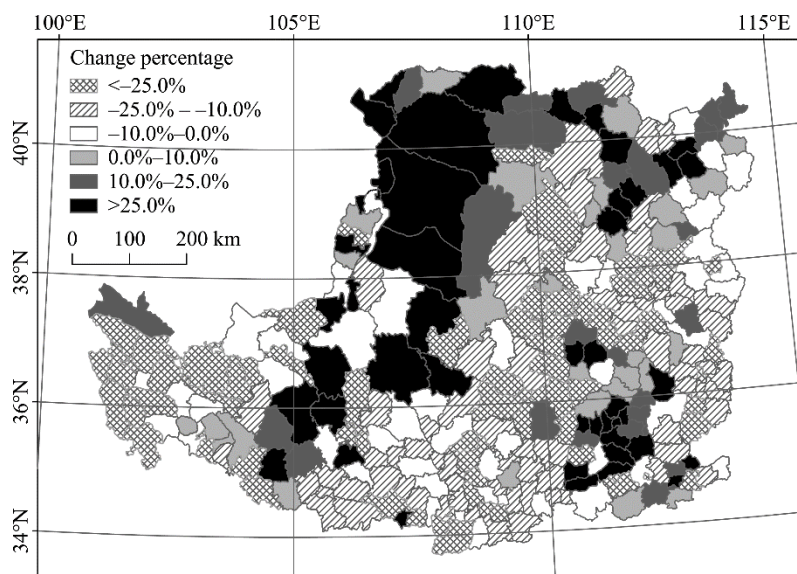 100°E 105°E 110°E 115°E
Change percentage
<–25.0%
–25.0% – –10.0%
–10.0%–0.0%
0.0%–10.0%
10.0%–25.0%
>25.0%
0 100 200 km
40°N
38°N
36°N
34°N